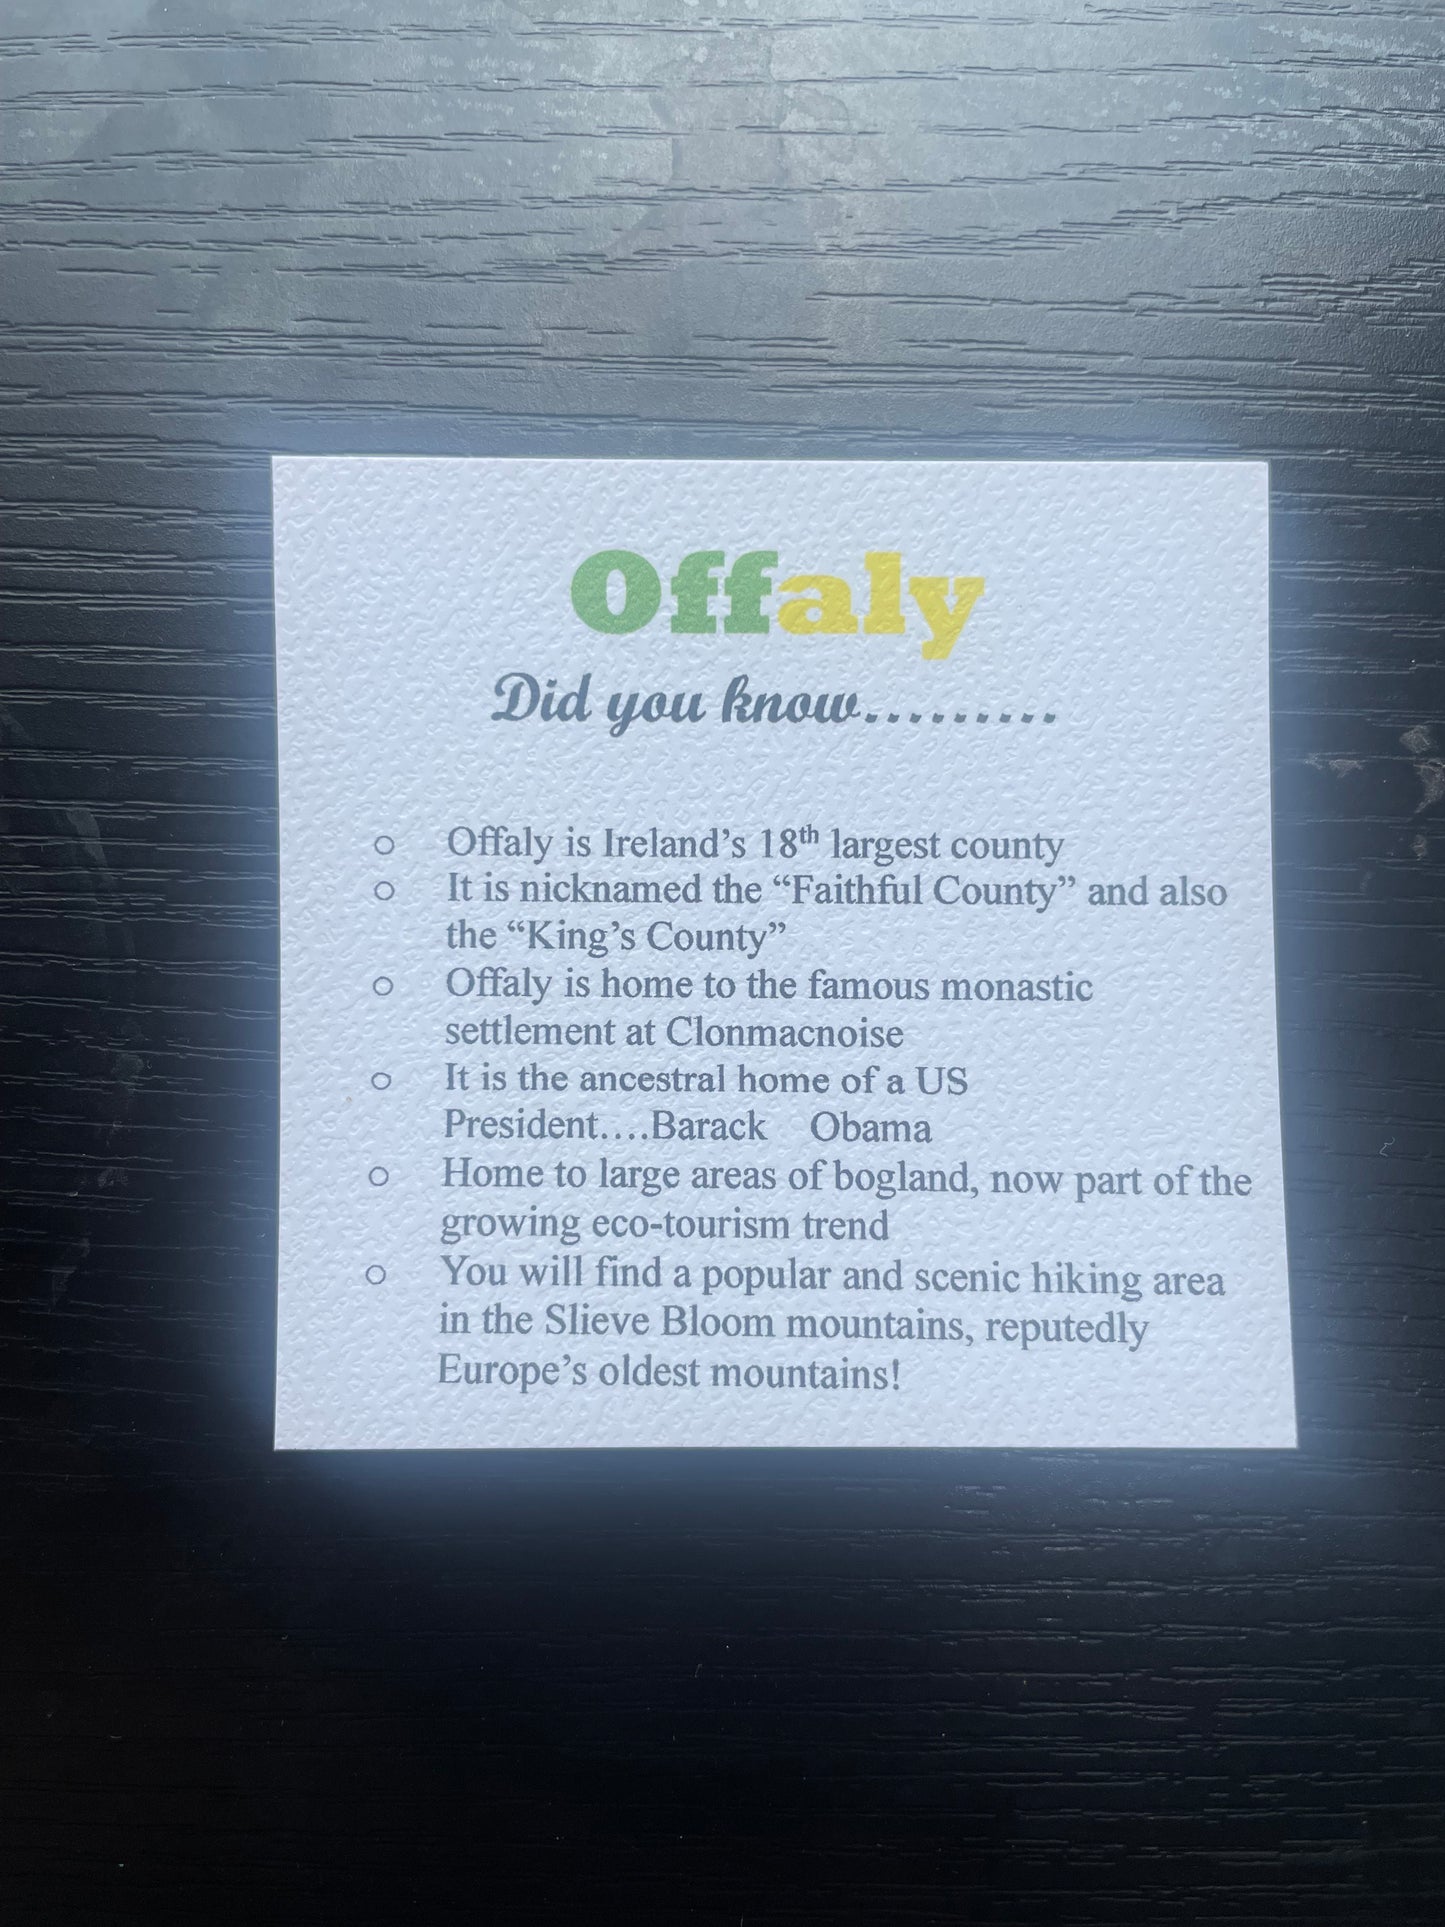 Offaly
Did you know.........
○ Offaly is Ireland’s 18th largest county
○ It is nicknamed the “Faithful County” and also
the “King’s County”
○ Offaly is home to the famous monastic
settlement at Clonmacnoise
○ It is the ancestral home of a US
President….Barack Obama
○ Home to large areas of bogland, now part of the
growing eco-tourism trend
○ You will find a popular and scenic hiking area
in the Slieve Bloom mountains, reputedly
Europe’s oldest mountains!